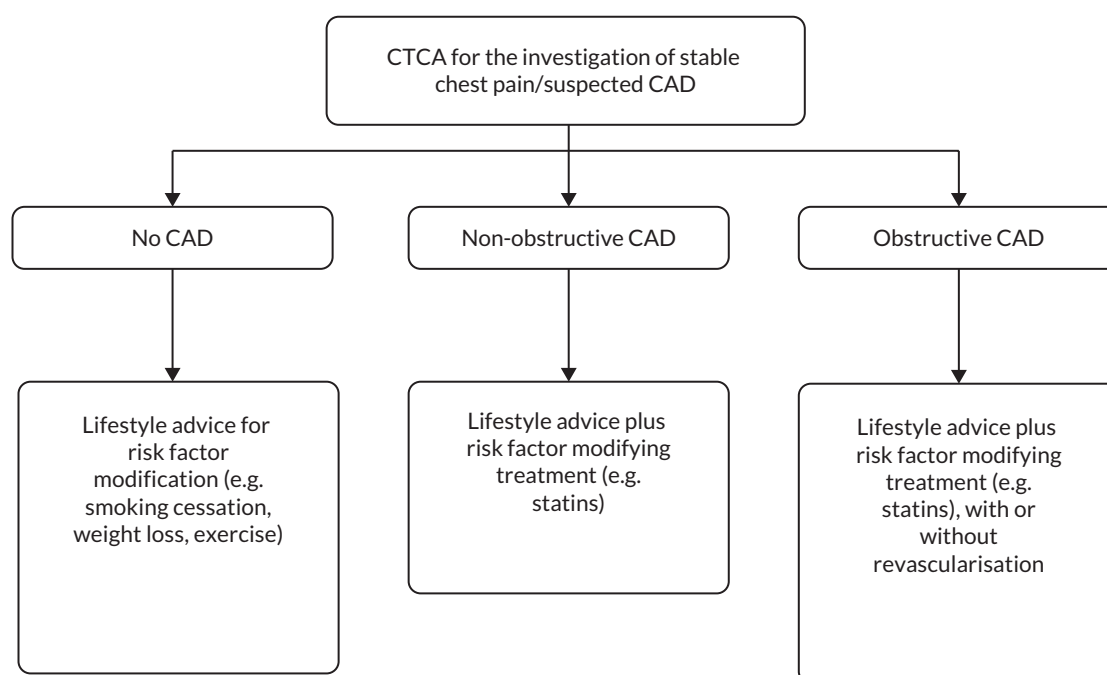 CTCA for the investigation of stable
chest pain/suspected CAD
No CAD
Non-obstructive CAD
Obstructive CAD
Lifestyle advice for
risk factor
modification (e.g.
smoking cessation,
weight loss, exercise)
Lifestyle advice plus
risk factor modifying
treatment (e.g.
statins)
Lifestyle advice plus
risk factor modifying
treatment (e.g.
statins), with or
without
revascularisation